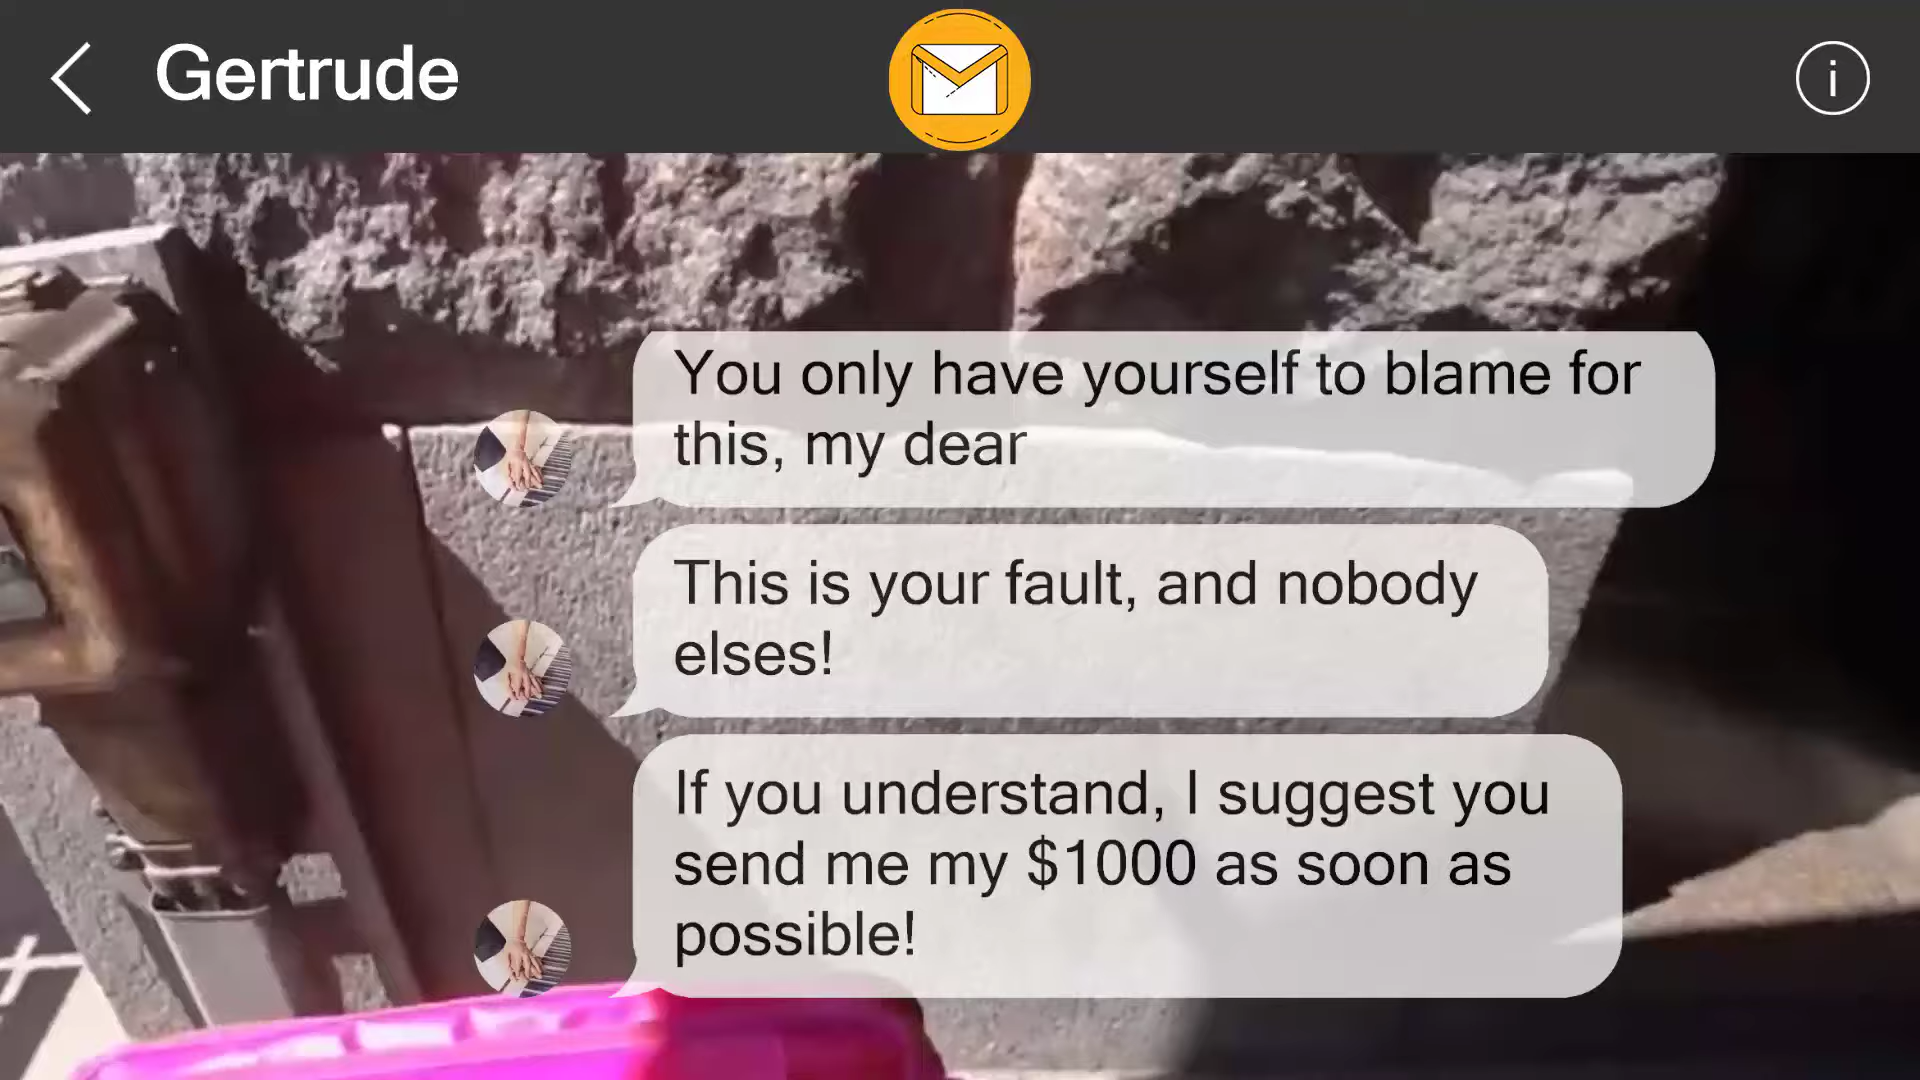 Gertrude
i
You only have yourself to blame for
this, my dear
This is your fault, and nobody
elses!
If you understand, I suggest you
send me my $1000 as soon as
possible!